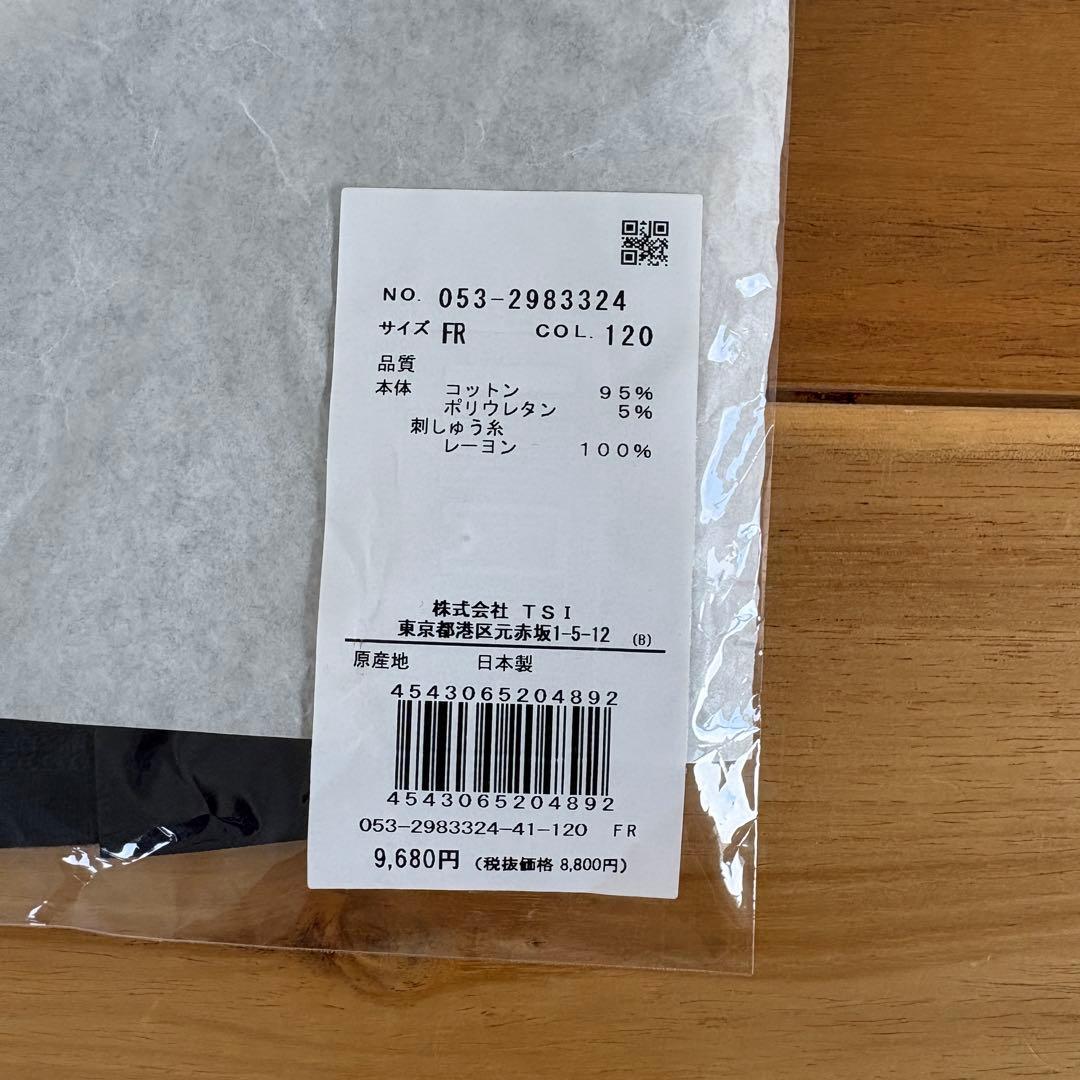 NO. 053-2983324
サイズ FR COL. 120
品質
本体 コットン 95%
ポリウレタン 5%
刺しゅう糸
レーヨン 100%
株式会社 TSI
東京都港区元赤坂1-5-12 (B)
原産地 日本製
4543065204892
4543065204892
053-2983324-41-120 FR
9,680円 (税抜価格 8,800円)